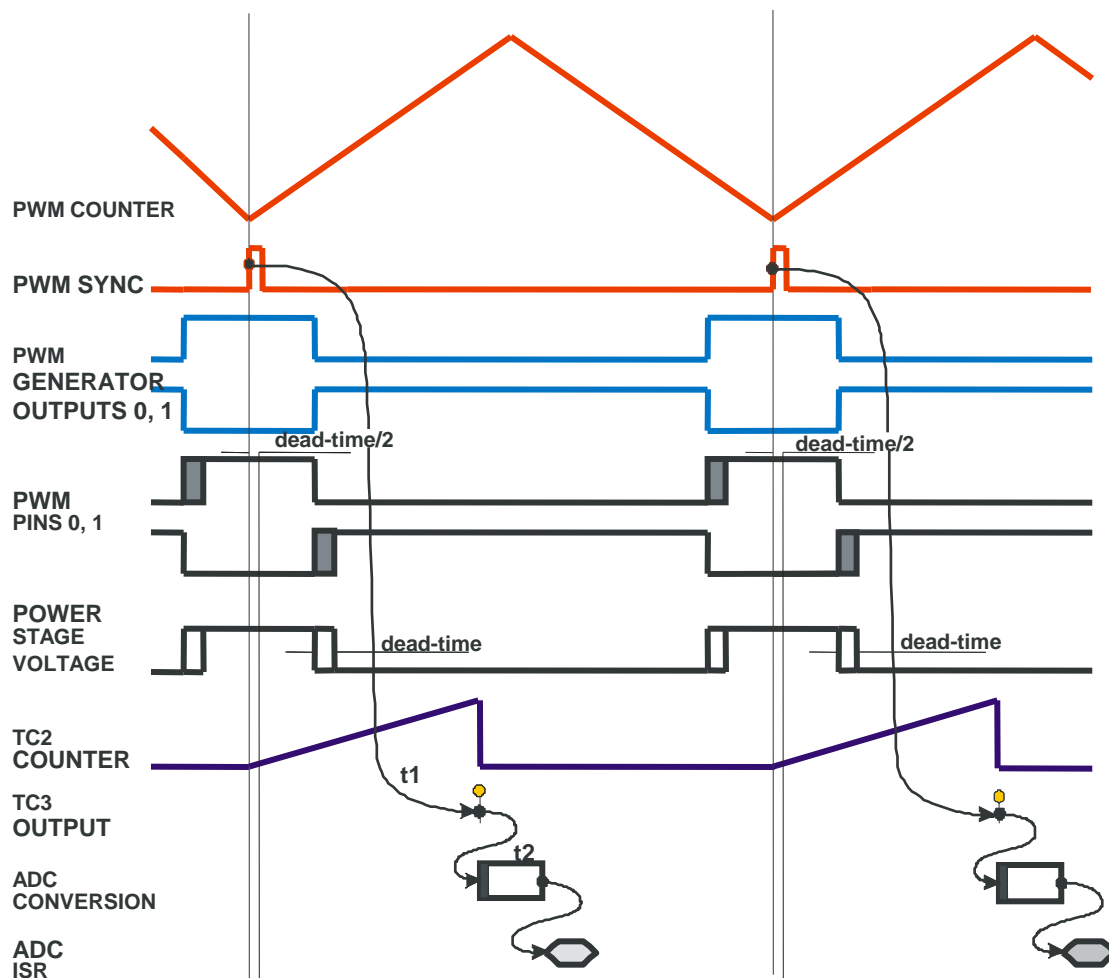 PWM COUNTER
PWM SYNC
PWM
GENERATOR
OUTPUTS 0, 1
dead-time/2
dead-time/2
PWM
PINS 0, 1
POWER
STAGE
VOLTAGE
dead-time
dead-time
TC2
COUNTER
t1
TC3
OUTPUT
t2
ADC
CONVERSION
ADC
ISR